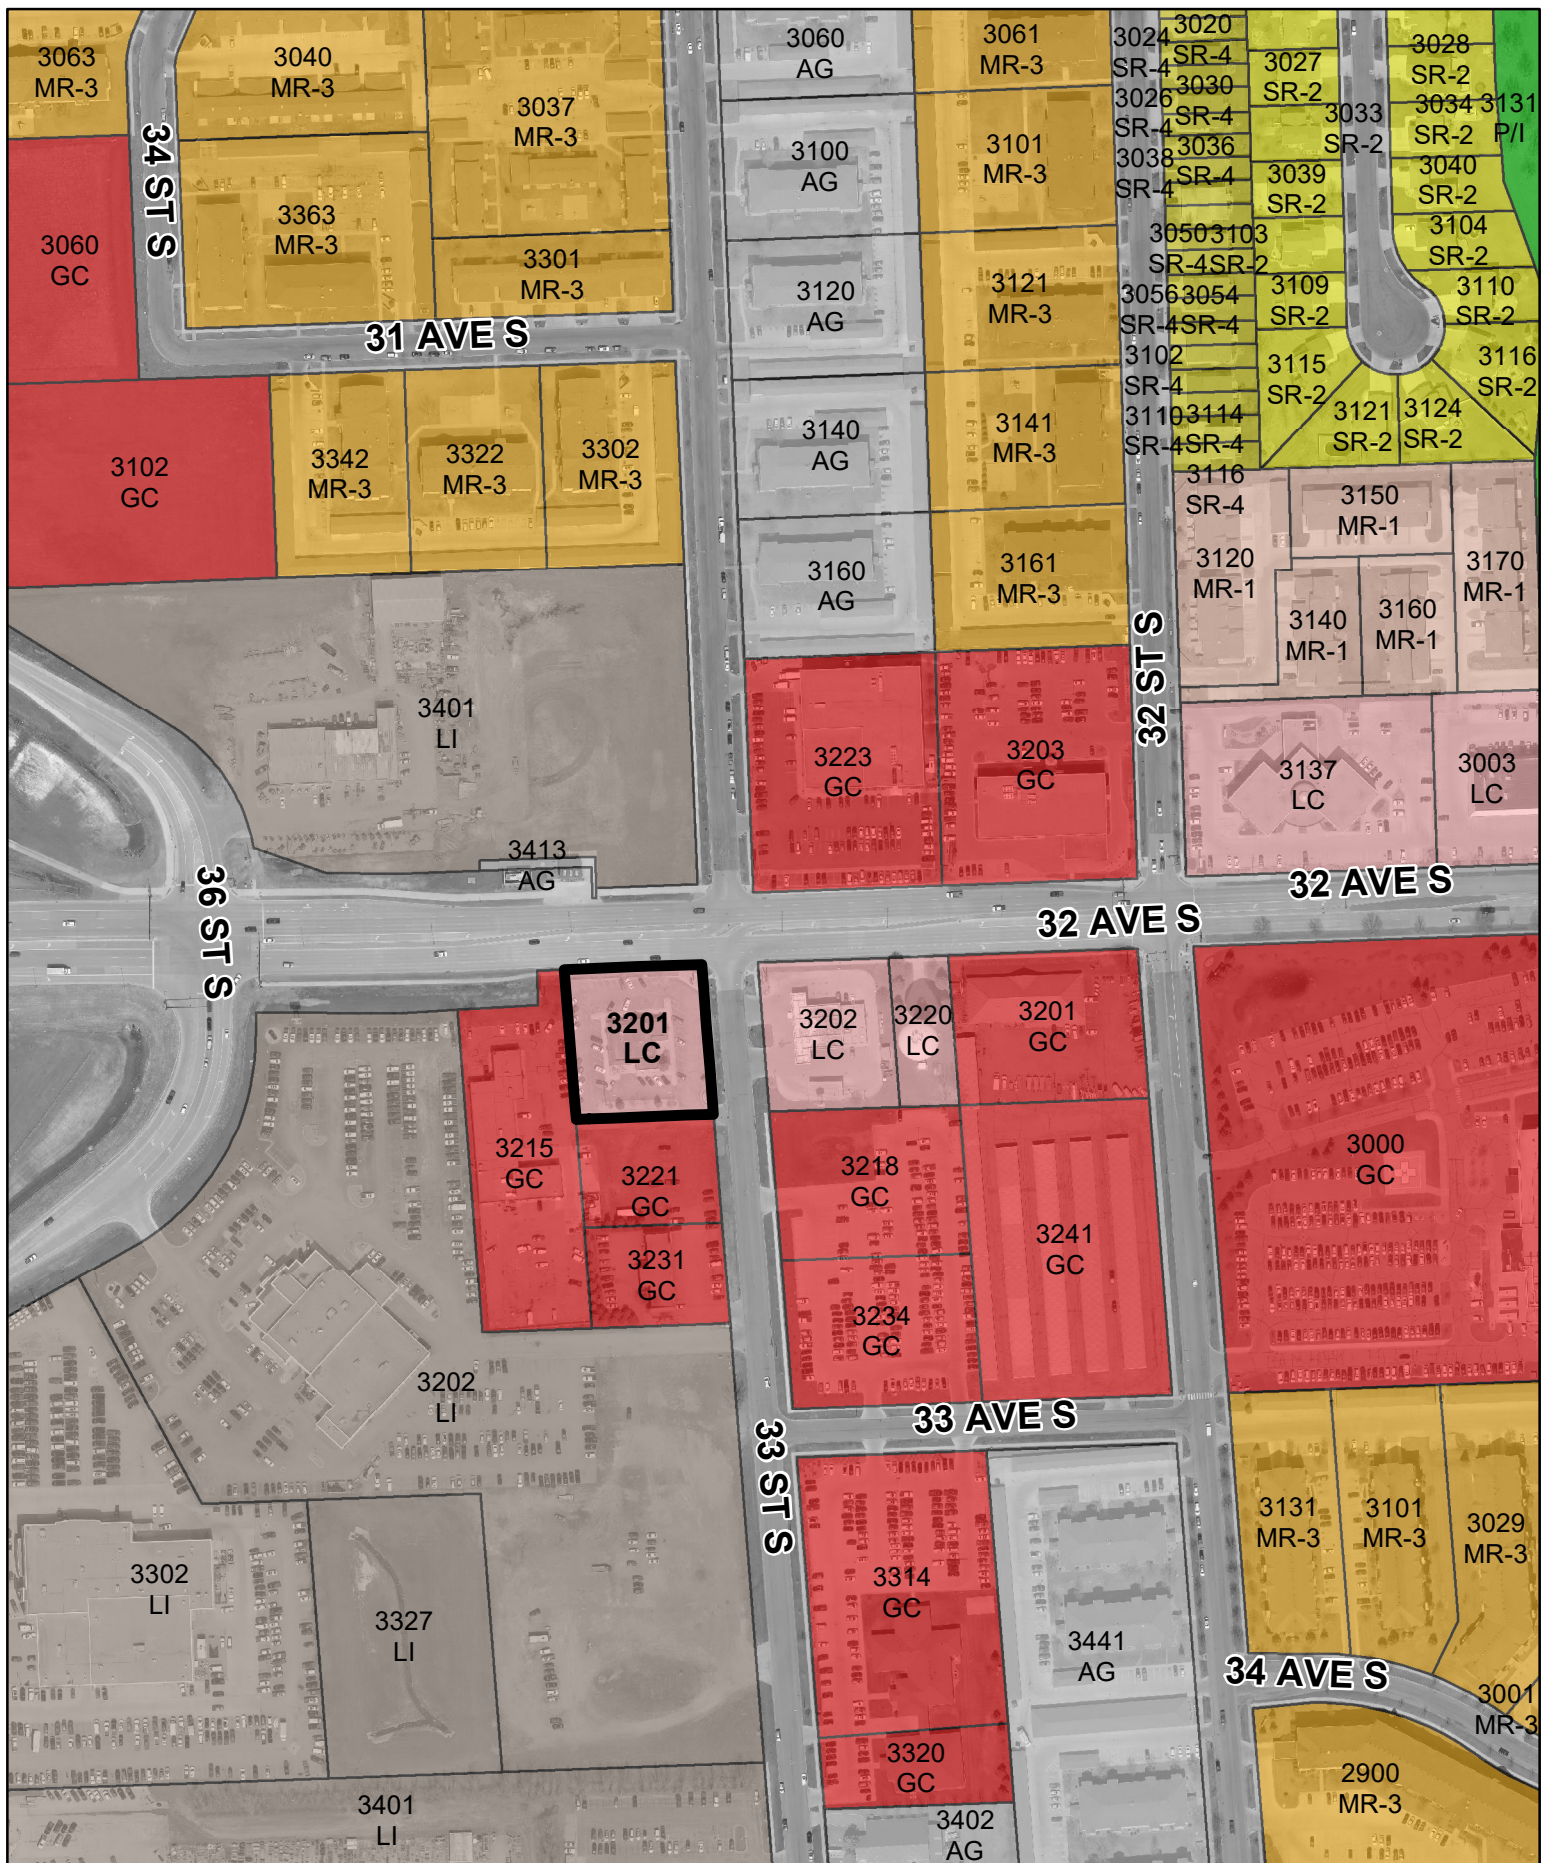 3063
MR-3
3040
MR-3
3037
MR-3
3060
AG
3061
MR-3
3024
SR-4
3020
SR-4
3027
SR-2
3028
SR-2
3026
SR-4
3030
SR-4
3033
SR-2
3034
SR-2
3131
P/I
34 ST S
3100
AG
3101
MR-3
3038
SR-4
3036
SR-4
3039
SR-2
3040
SR-2
3060
GC
3363
MR-3
3301
MR-3
3050
SR-4
3103
SR-2
3104
SR-2
3120
AG
3121
MR-3
3056
SR-4
3054
SR-4
3109
SR-2
3110
SR-2
31 AVE S
3102
SR-4
3115
SR-2
3116
SR-2
3102
GC
3342
MR-3
3322
MR-3
3302
MR-3
3140
AG
3141
MR-3
3110
SR-4
3114
SR-4
3121
SR-2
3124
SR-2
3116
SR-4
3150
MR-1
3160
AG
3161
MR-3
3120
MR-1
3170
MR-1
3140
MR-1
3160
MR-1
32 ST S
3401
LI
3223
GC
3203
GC
3137
LC
3003
LC
3413
AG
36 ST S
32 AVE S
32 AVE S
3201
LC
3202
LC
3220
LC
3201
GC
3215
GC
3221
GC
3218
GC
3000
GC
3231
GC
3241
GC
3234
GC
3202
LI
33 AVE S
33 ST S
3131
MR-3
3101
MR-3
3029
MR-3
3302
LI
3327
LI
3314
GC
3441
AG
34 AVE S
3001
MR-3
3320
GC
2900
MR-3
3401
LI
3402
AG